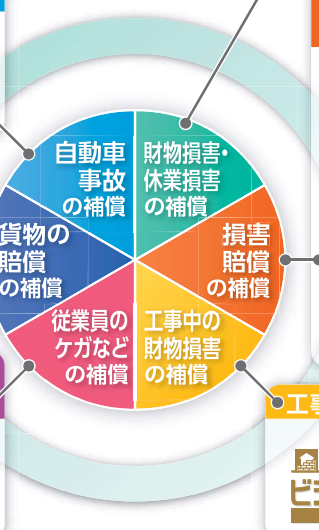 自動車
事故
の補償
財物損害・
休業損害
の補償
貨物の
賠償
の補償
損害
賠償
の補償
従業員の
ケガなど
の補償
工事中の
財物損害
の補償
工事